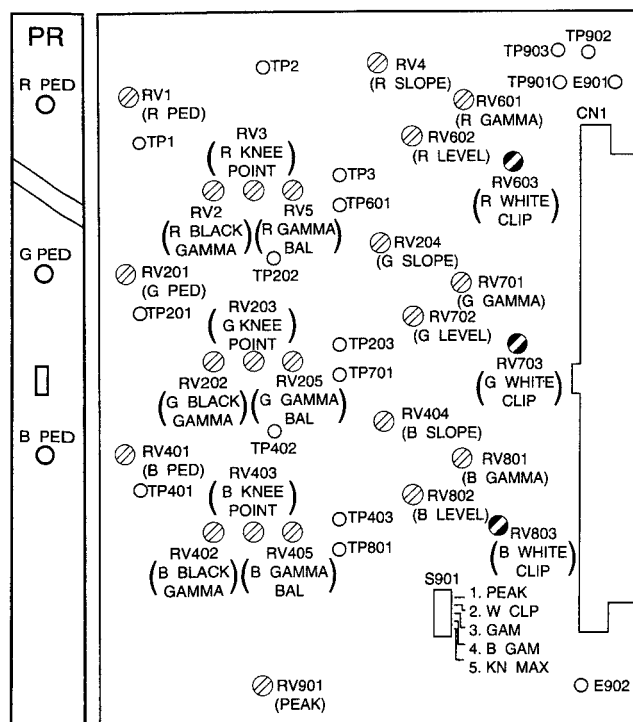 PR
R PED
G PED
B PED
TP2
RV4
(R SLOPE)
TP902
TP903
TP901
E901
CN1
RV1
(R PED)
TP1
RV601
(R GAMMA)
RV3
(R KNEE
POINT)
RV602
(R LEVEL)
TP3
RV603
(R WHITE
CLIP)
RV2
(R BLACK
GAMMA)
RV5
(R GAMMA
BAL)
TP601
TP202
RV204
(G SLOPE)
RV201
(G PED)
RV701
(G GAMMA)
TP201
RV203
(G KNEE
POINT)
RV702
(G LEVEL)
TP203
RV703
(G WHITE
CLIP)
RV202
(G BLACK
GAMMA)
RV205
(G GAMMA
BAL)
TP701
TP402
RV404
(B SLOPE)
RV401
(B PED)
RV801
(B GAMMA)
TP401
RV403
(B KNEE
POINT)
RV802
(B LEVEL)
TP403
RV803
(B WHITE
CLIP)
RV402
(B BLACK
GAMMA)
RV405
(B GAMMA
BAL)
TP801
S901
1. PEAK
2. W CLP
3. GAM
4. B GAM
5. KN MAX
RV901
(PEAK)
E902